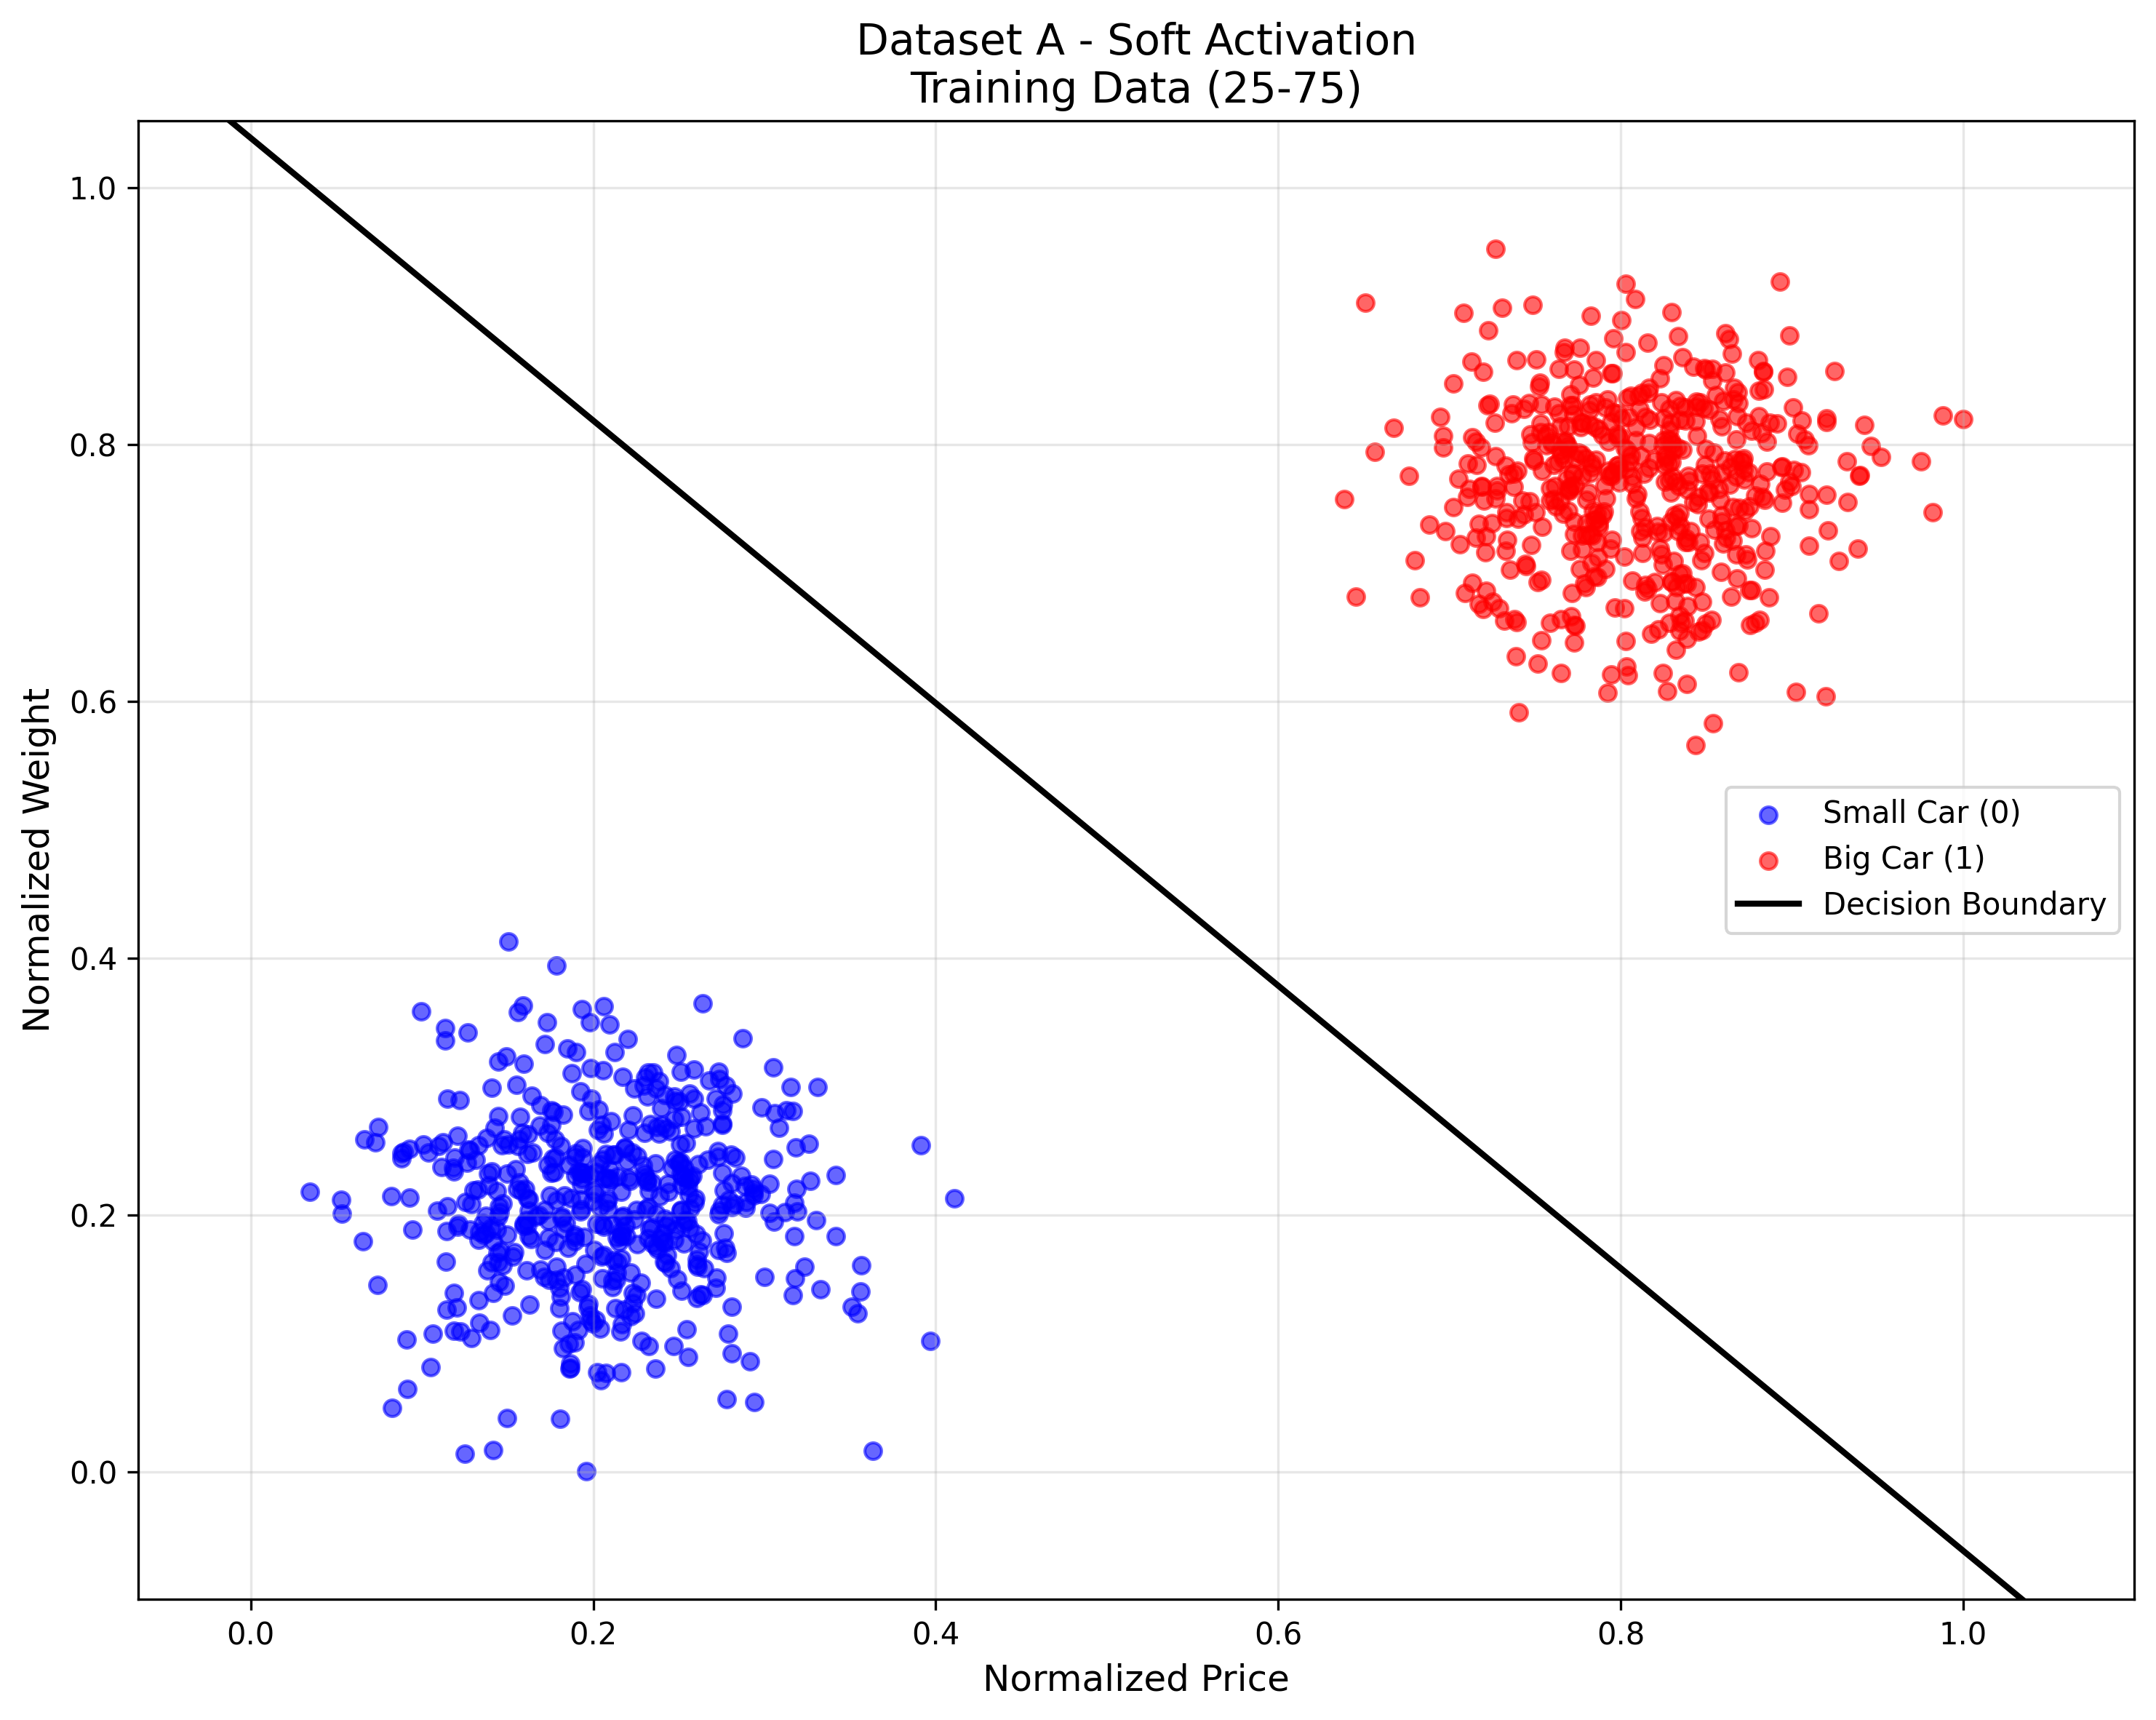 Dataset A - Soft Activation
Training Data (25-75)
Normalized Weight
1.0
0.8
0.6
0.4
0.2
0.0
Small Car (0)
Big Car (1)
Decision Boundary
0.0 0.2 0.4 0.6 0.8 1.0
Normalized Price